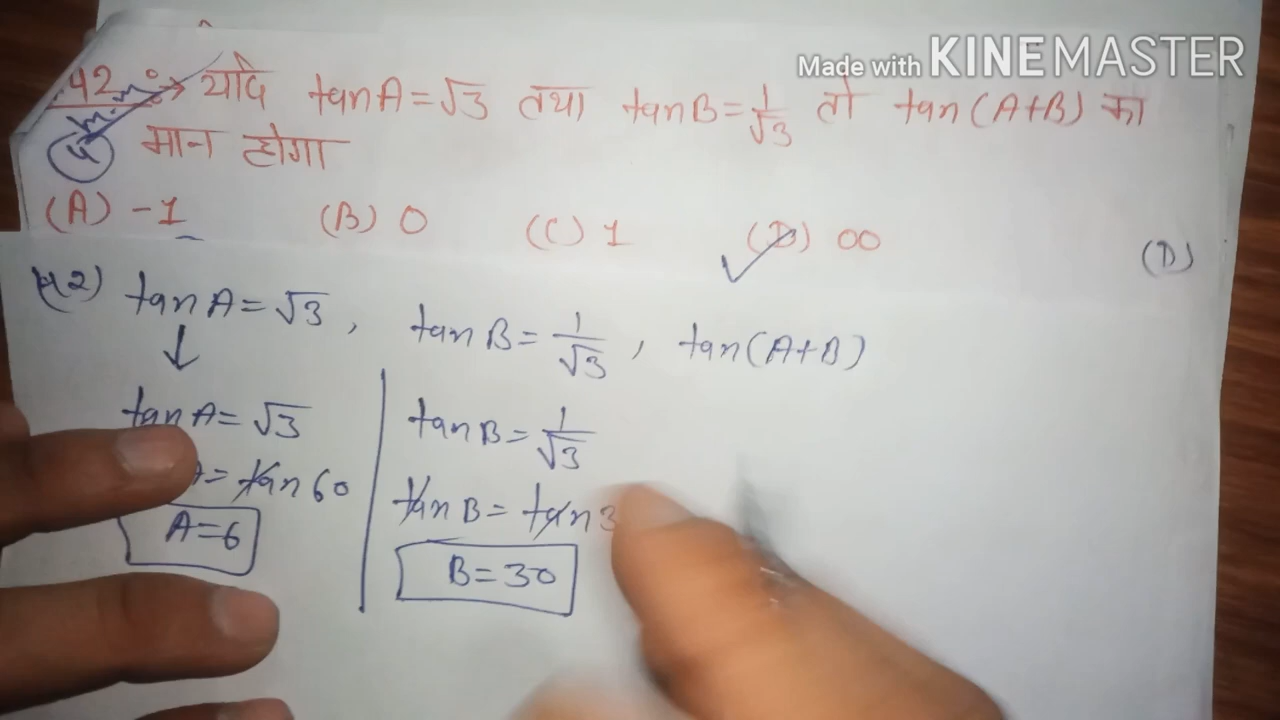 Made with KINEMASTER
42 :→ यदि tanA = √3 तथा tanB = 1/√3 तो tan(A+B) का
मान होगा
(A) -1 (B) 0 (C) 1 (D) ∞ (D)
42) tanA = √3, tanB = 1/√3, tan(A+B)
tanA = √3
= tan60
A=6
tanB = 1/√3
tanB = tan3
B=30